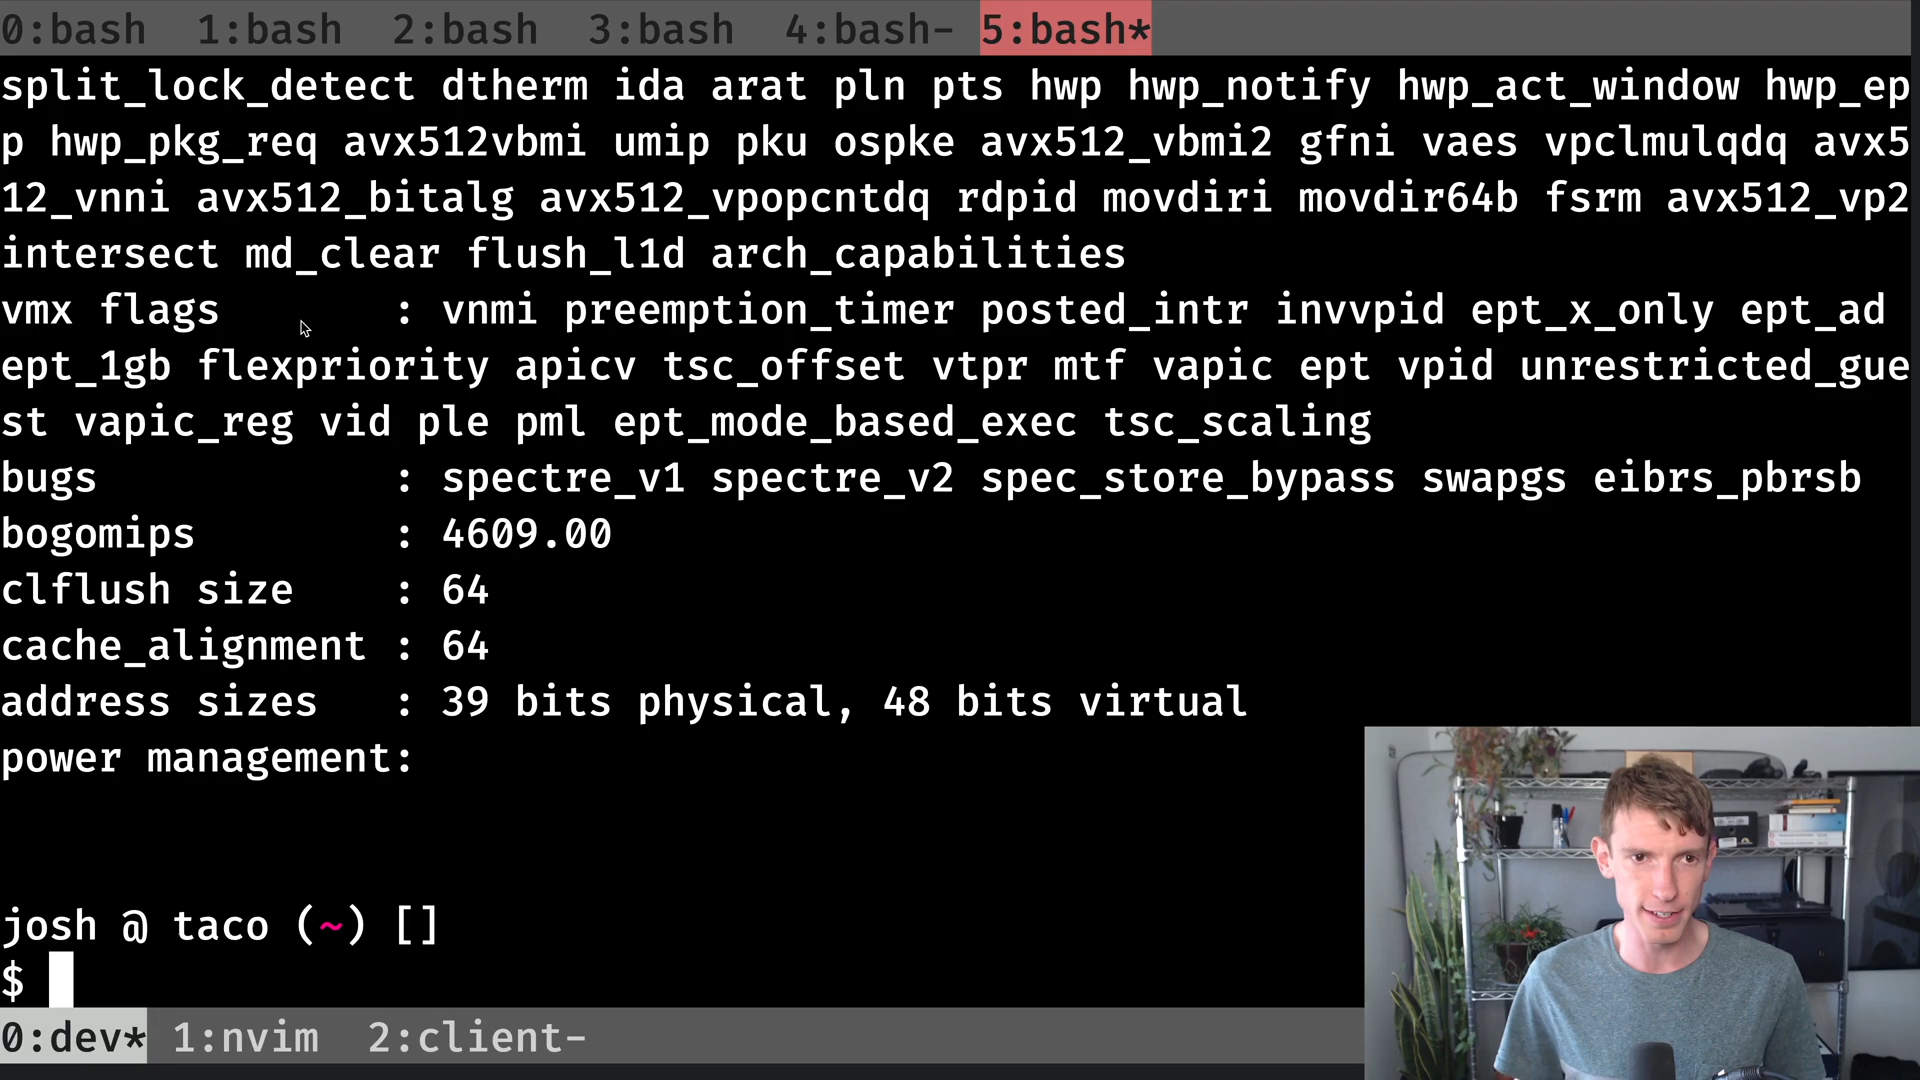 0:bash 1:bash 2:bash 3:bash 4:bash- 5:bash*
split_lock_detect dtherm ida arat pln pts hwp hwp_notify hwp_act_window hwp_ep
p hwp_pkg_req avx512vbmi umip pku ospke avx512_vbmi2 gfni vaes vpclmulqdq avx5
12_vnni avx512_bitalg avx512_vpopcntdq rdpid movdiri movdir64b fsrm avx512_vp2
intersect md_clear flush_l1d arch_capabilities
vmx flags : vnmi preemption_timer posted_intr invvpid ept_x_only ept_ad
ept_1gb flexpriority apicv tsc_offset vtpr mtf vapic ept vpid unrestricted_gue
st vapic_reg vid ple pml ept_mode_based_exec tsc_scaling
bugs : spectre_v1 spectre_v2 spec_store_bypass swapgs eibrs_pbrsb
bogomips : 4609.00
clflush size : 64
cache_alignment : 64
address sizes : 39 bits physical, 48 bits virtual
power management:
josh @ taco (~) []
$
0:dev* 1:nvim 2:client-